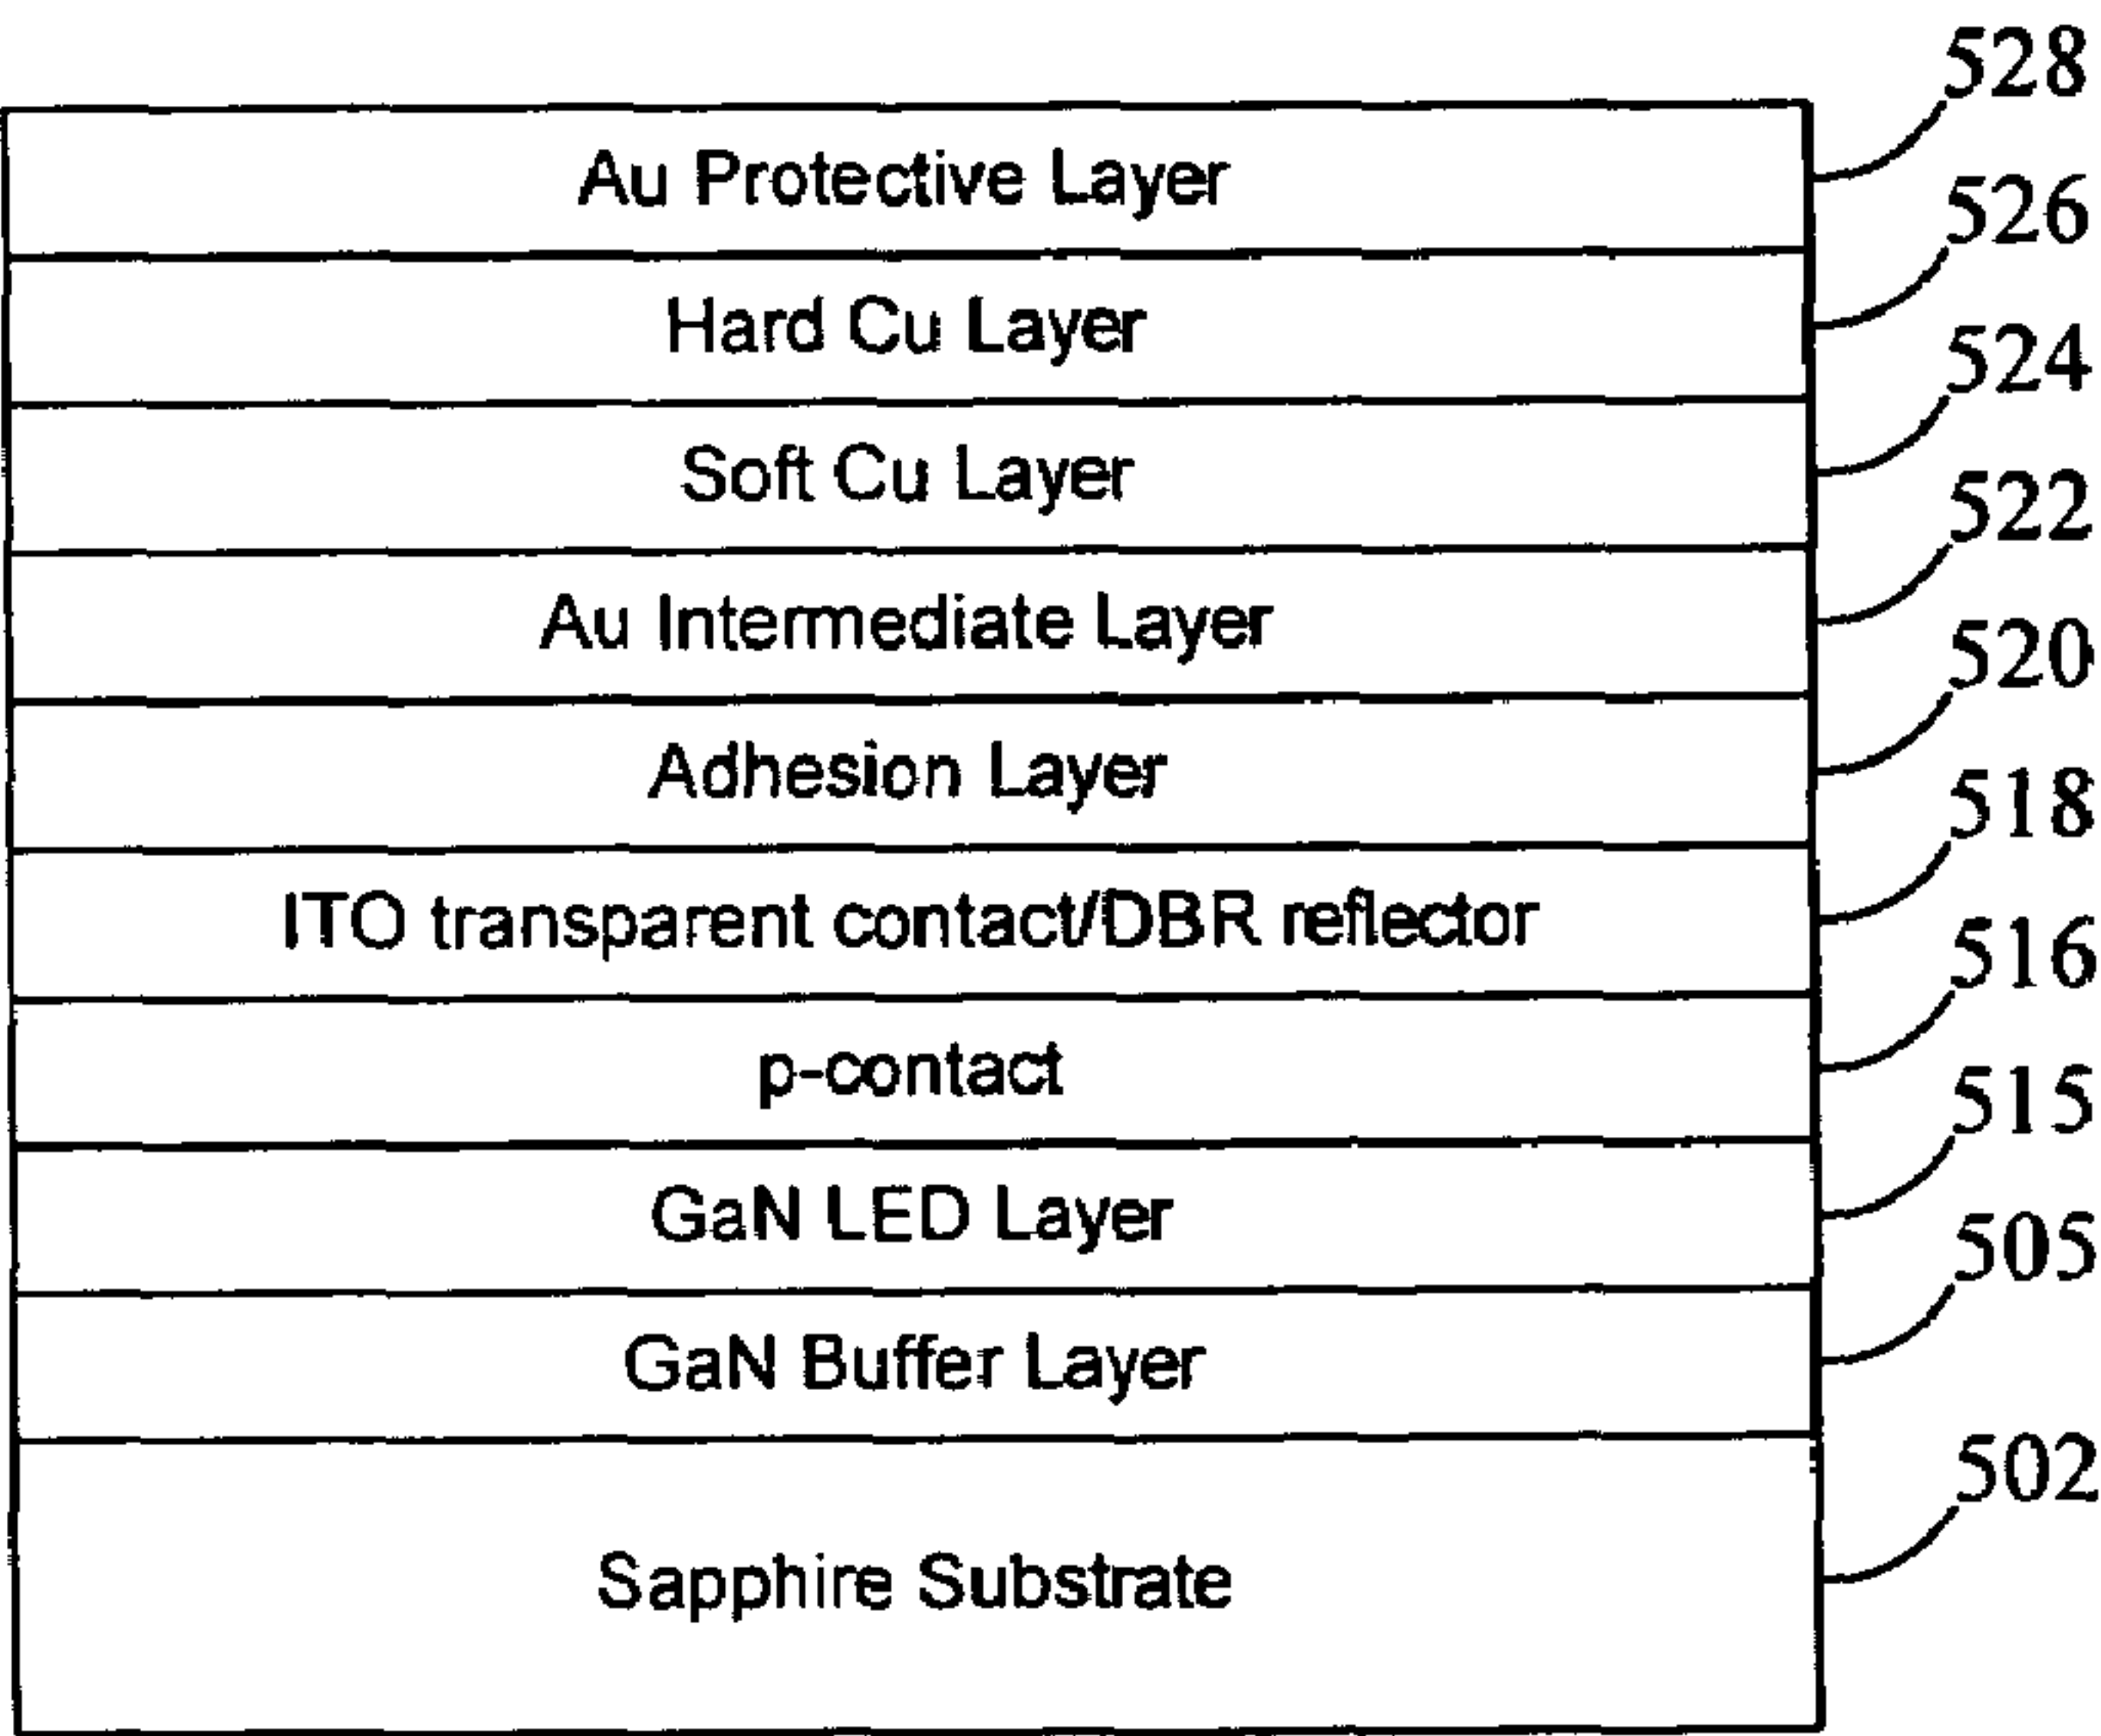 528
Au Protective Layer
526
Hard Cu Layer
524
Soft Cu Layer
522
Au Intermediate Layer
520
Adhesion Layer
518
ITO transparent contact/DBR reflector
516
p-contact
515
GaN LED Layer
505
GaN Buffer Layer
502
Sapphire Substrate